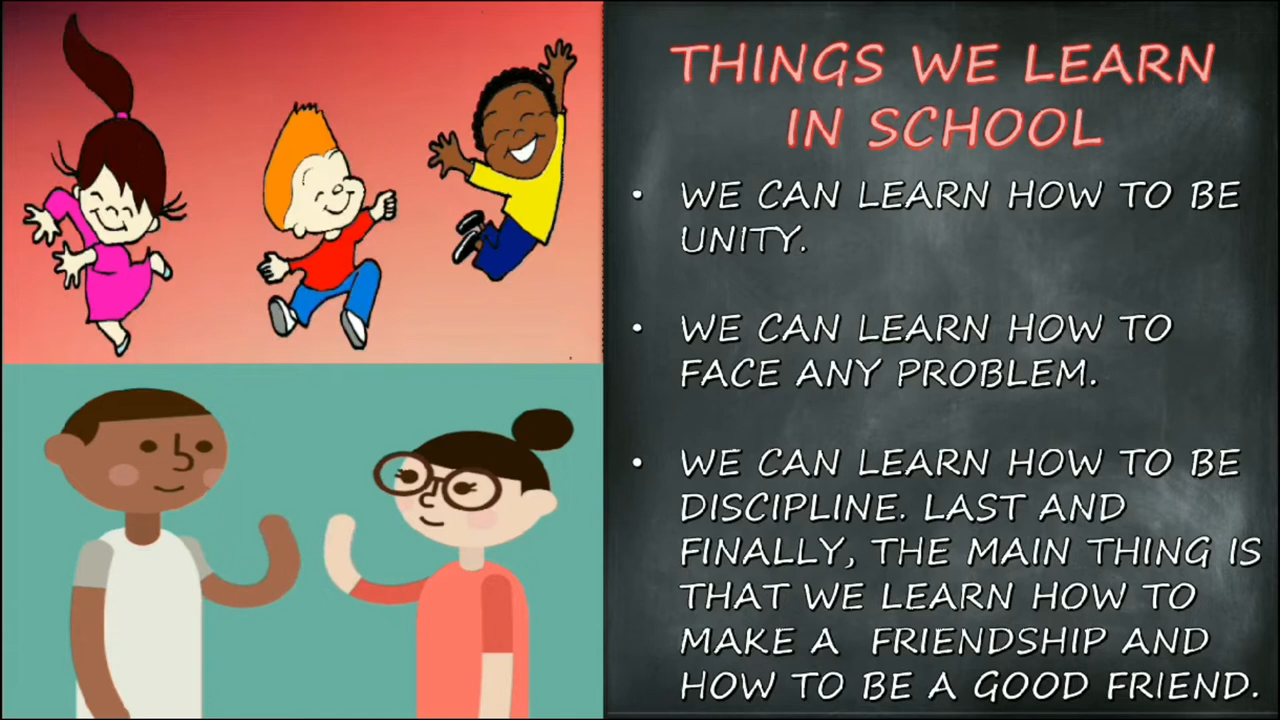 THINGS WE LEARN
IN SCHOOL
• WE CAN LEARN HOW TO BE
UNITY.
• WE CAN LEARN HOW TO
FACE ANY PROBLEM.
• WE CAN LEARN HOW TO BE
DISCIPLINE. LAST AND
FINALLY, THE MAIN THING IS
THAT WE LEARN HOW TO
MAKE A FRIENDSHIP AND
HOW TO BE A GOOD FRIEND.